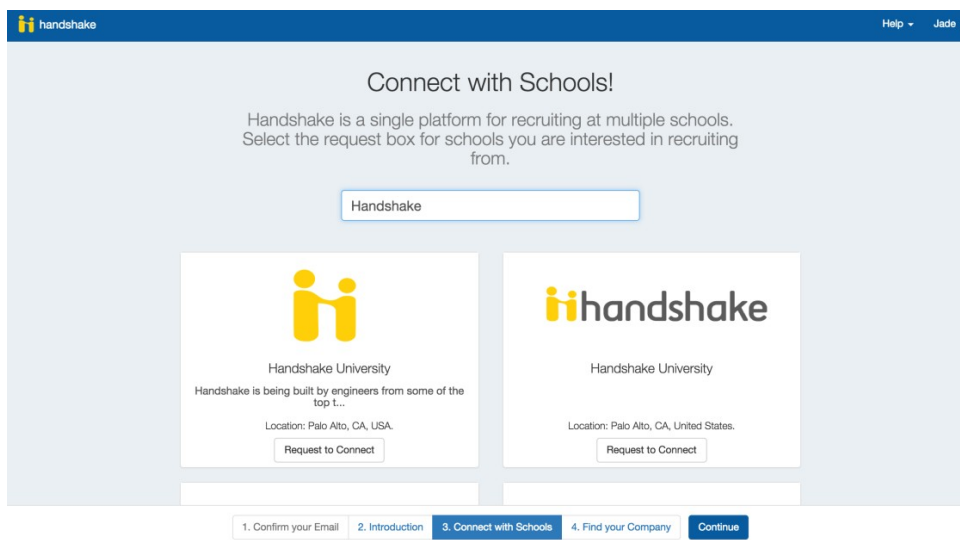 handshake
Help
Jade
Connect with Schools!
Handshake is a single platform for recruiting at multiple schools.
Select the request box for schools you are interested in recruiting
from.
Handshake
handshake
Handshake University
Handshake is being built by engineers from some of the
top t...
Location: Palo Alto, CA, USA.
Request to Connect
Handshake University
Location: Palo Alto, CA, United States.
Request to Connect
1. Confirm your Email
2. Introduction
3. Connect with Schools
4. Find your Company
Continue